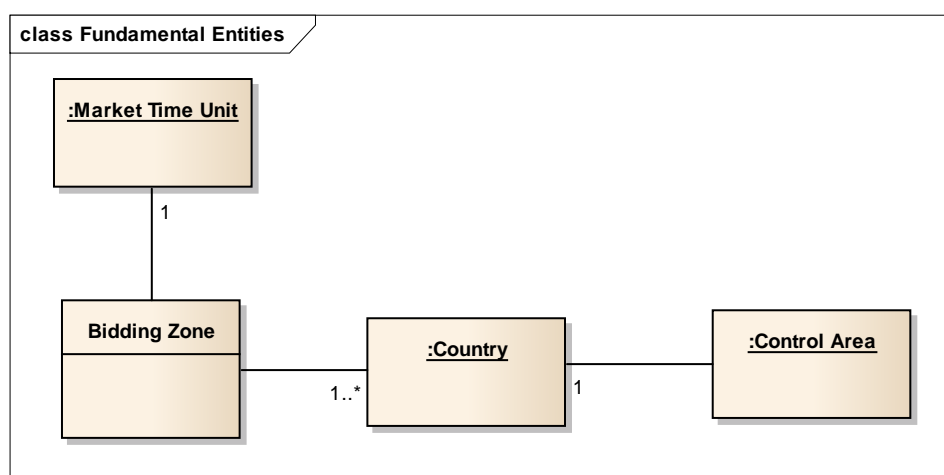 class Fundamental Entities
:Market Time Unit
1
Bidding Zone
1..*
:Country
1
:Control Area